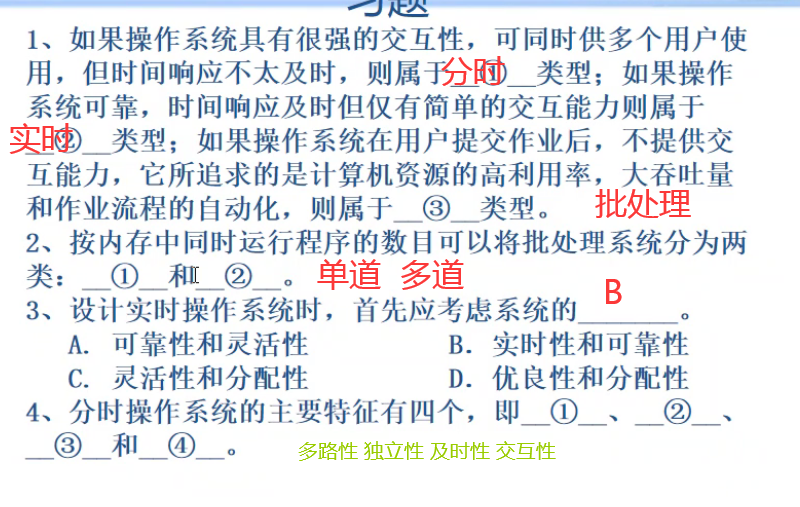 习题
1、如果操作系统具有很强的交互性，可同时供多个用户使
用，但时间响应不太及时，则属于分时__①__类型；如果操作
系统可靠，时间响应及时但仅有简单的交互能力则属于
实时__②__类型；如果操作系统在用户提交作业后，不提供交
互能力，它所追求的是计算机资源的高利用率，大吞吐量
和作业流程的自动化，则属于__③__类型。 批处理
2、按内存中同时运行程序的数目可以将批处理系统分为两
类：__①__和__②__。 单道 多道
3、设计实时操作系统时，首先应考虑系统的_______。 B
A. 可靠性和灵活性 B. 实时性和可靠性
C. 灵活性和分配性 D. 优良性和分配性
4、分时操作系统的主要特征有四个，即__①__、__②__、
__③__和__④__。 多路性 独立性 及时性 交互性